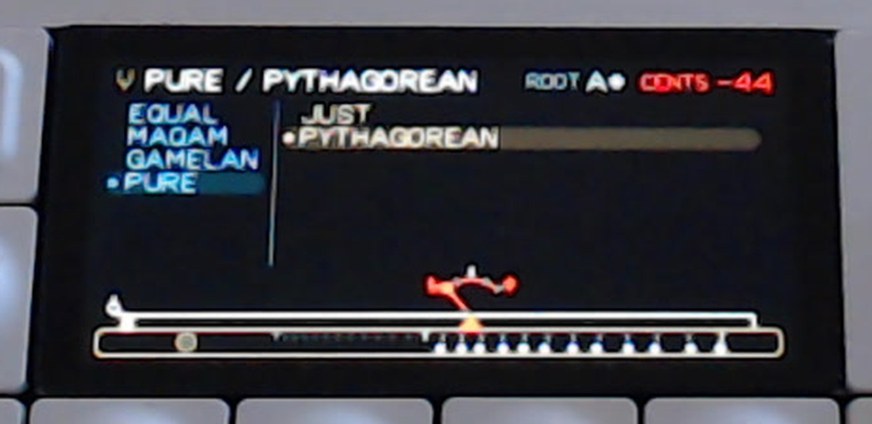 PURE / PYTHAGOREAN ROOT A CENTS -44
EQUAL
MAQAM
GAMELAN
PURE
JUST
PYTHAGOREAN